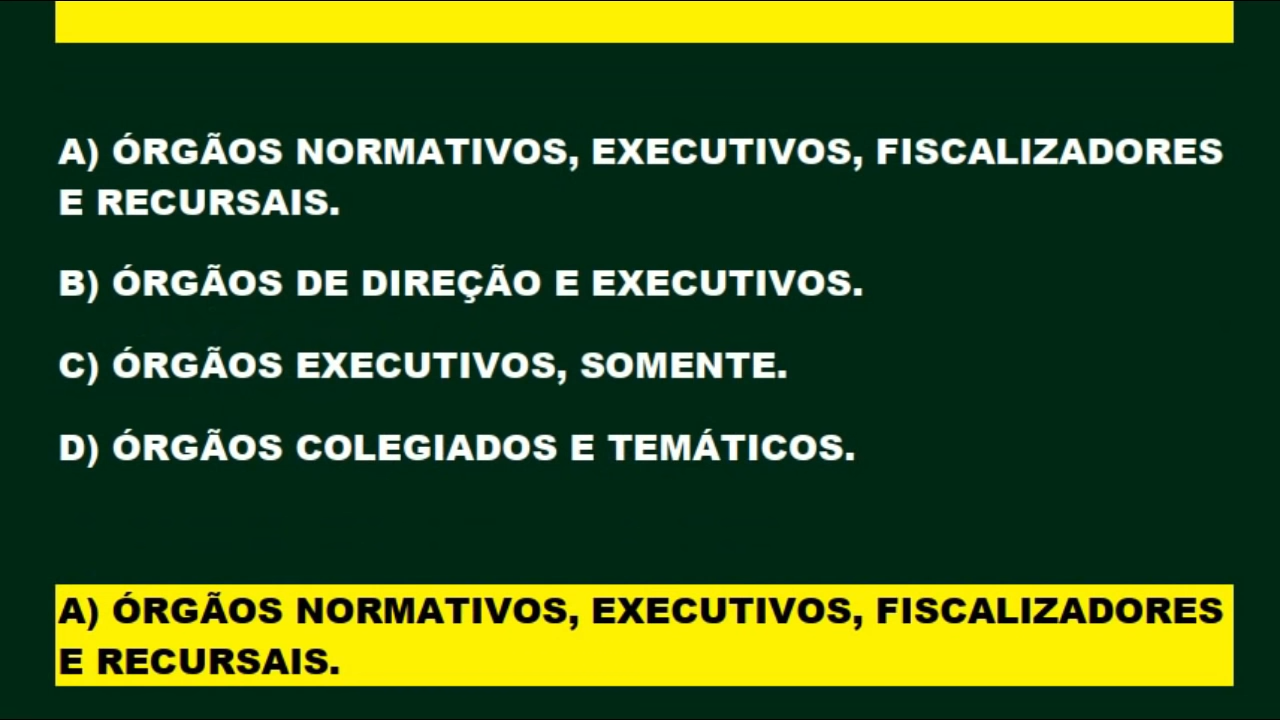 A) ÓRGÃOS NORMATIVOS, EXECUTIVOS, FISCALIZADORES
E RECURSAIS.
B) ÓRGÃOS DE DIREÇÃO E EXECUTIVOS.
C) ÓRGÃOS EXECUTIVOS, SOMENTE.
D) ÓRGÃOS COLEGIADOS E TEMÁTICOS.
A) ÓRGÃOS NORMATIVOS, EXECUTIVOS, FISCALIZADORES
E RECURSAIS.